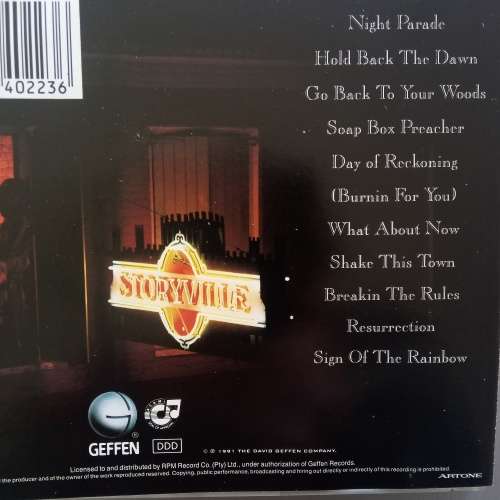 402236
Night Parade
Hold Back The Dawn
Go Back To Your Woods
Soap Box Preacher
Day of Reckoning
(Burnin For You)
What About Now
Shake This Town
Breakin The Rules
Resurrection
Sign Of The Rainbow
STORYVILLE
GEFFEN
DDD
© ℗ 1991 THE DAVID GEFFEN COMPANY.
Licensed to and distributed by RPM Record Co. (Pty) Ltd., under authorization of Geffen Records.
the producer and of the owner of the work reproduced reserved. Copying, public performance, broadcasting and hiring out directly or indirectly of this recording is prohibited
ARTONE